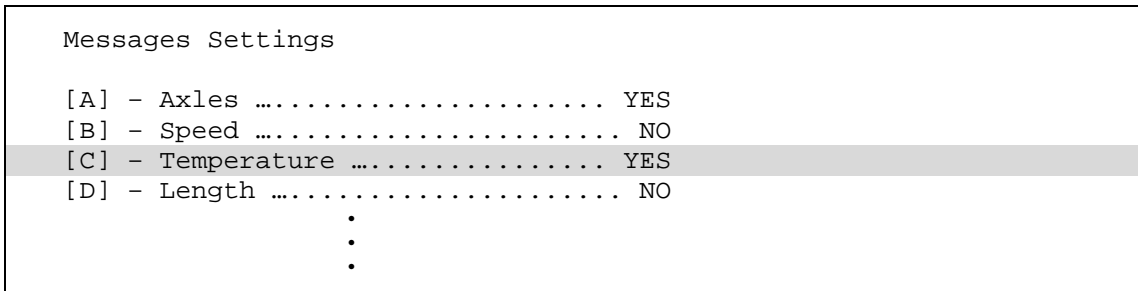 Messages Settings
[A] – Axles …..................... YES
[B] – Speed …...................... NO
[C] – Temperature …................ YES
[D] – Length …..................... NO
.
.
.